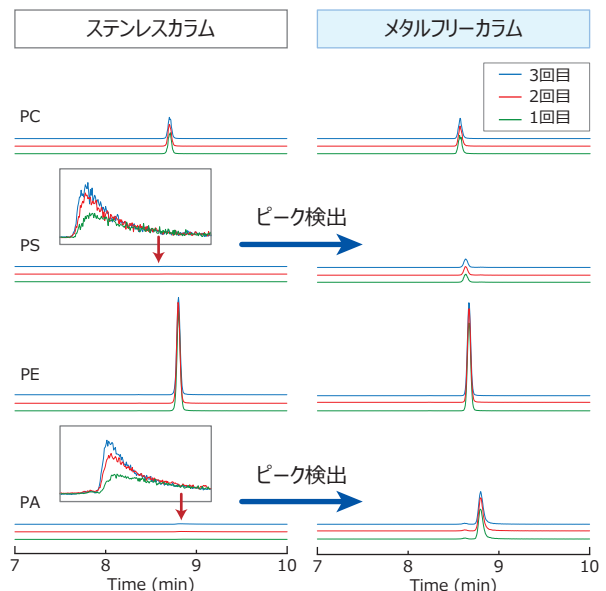 ステンレスカラム
メタルフリーカラム
3回目
2回目
1回目
PC
PS
ピーク検出
PE
PA
ピーク検出
7 8 9 10
Time (min)
7 8 9 10
Time (min)